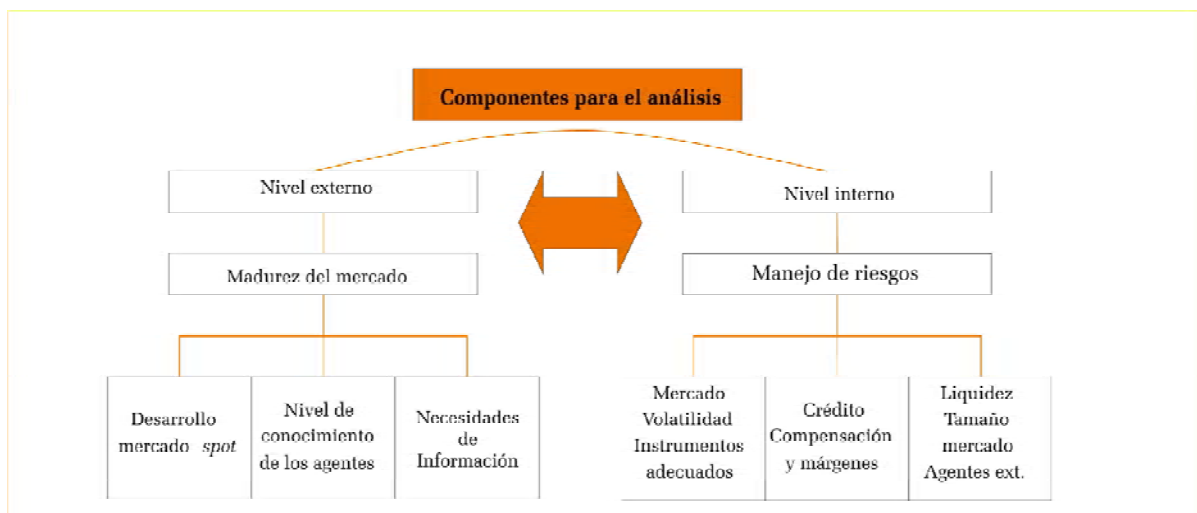 Componentes para el análisis
Nivel externo
Nivel interno
Madurez del mercado
Manejo de riesgos
Desarrollo
mercado spot
Nivel de
conocimiento
de los agentes
Necesidades
de
Información
Mercado
Volatilidad
Instrumentos
adecuados
Crédito
Compensación
y márgenes
Liquidez
Tamaño
mercado
Agentes ext.